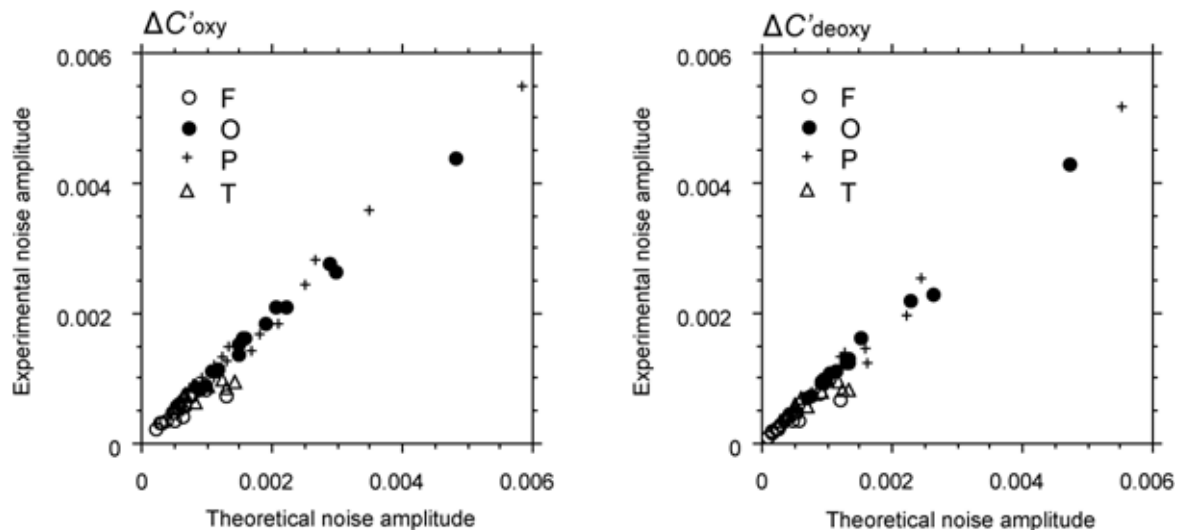 ΔC'oxy
Experimental noise amplitude
0.006
0.004
0.002
0
F
O
P
T
0
0.002
0.004
0.006
Theoretical noise amplitude
ΔC'deoxy
Experimental noise amplitude
0.006
0.004
0.002
0
F
O
P
T
0
0.002
0.004
0.006
Theoretical noise amplitude